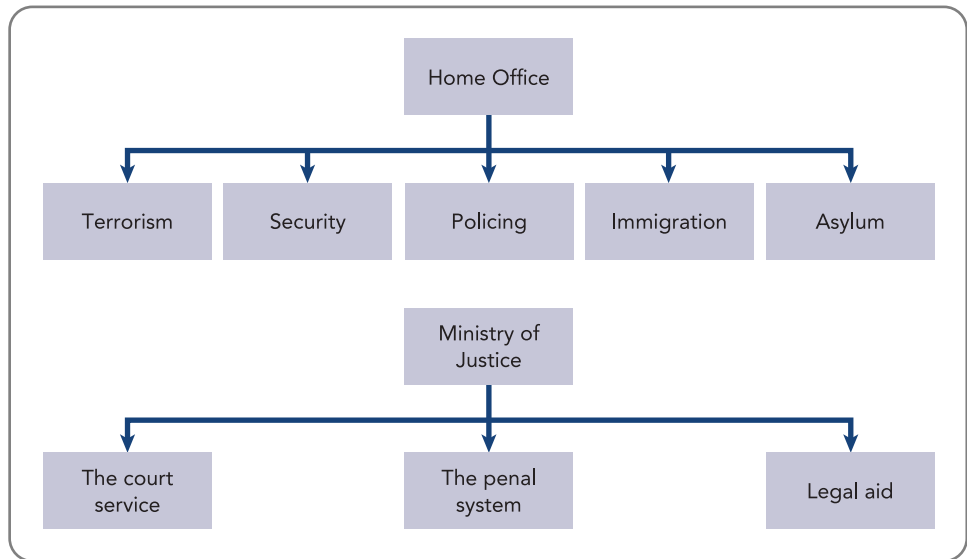 Home Office
Terrorism
Security
Policing
Immigration
Asylum
Ministry of
Justice
The court
service
The penal
system
Legal aid